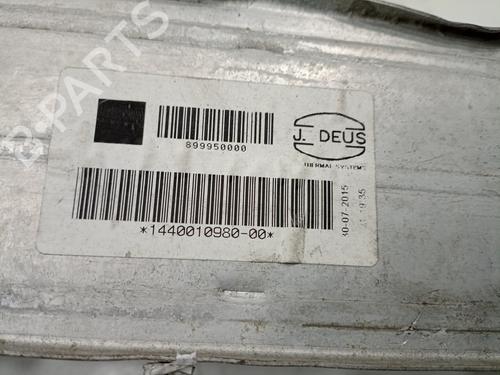 B-PARTS
899950000
J. DEUS
THERMAL SYSTEMS
*1440010980-00*
30-07-2015
19:35